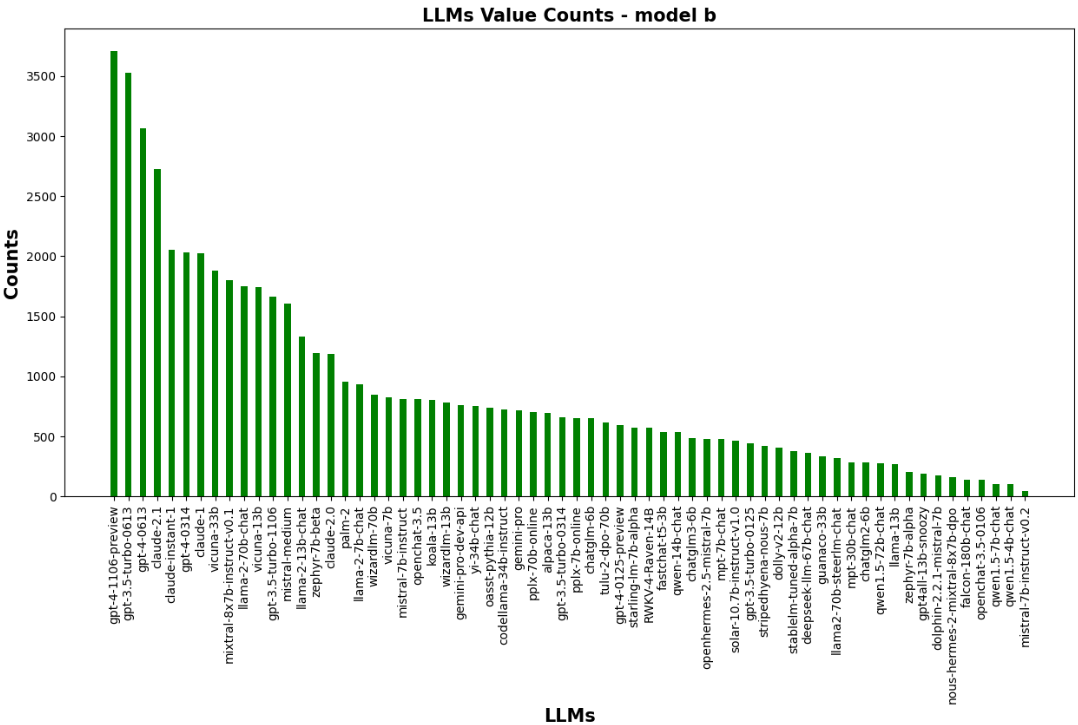 LLMs Value Counts - model b
Counts
3500
3000
2500
2000
1500
1000
500
0
gpt-4-1106-preview
gpt-3.5-turbo-0613
gpt-4-0613
claude-2.1
claude-instant-1
gpt-4-0314
claude-1
vicuna-33b
mixtral-8x7b-instruct-v0.1
llama-2-70b-chat
vicuna-13b
gpt-3.5-turbo-1106
mistral-medium
llama-2-13b-chat
zephyr-7b-beta
claude-2.0
palm-2
llama-2-7b-chat
wizardlm-70b
vicuna-7b
mistral-7b-instruct
openchat-3.5
koala-13b
wizardlm-13b
gemini-pro-dev-api
yi-34b-chat
oasst-pythia-12b
codellama-34b-instruct
gemini-pro
pplx-70b-online
alpaca-13b
gpt-3.5-turbo-0314
pplx-7b-online
chatglm-6b
tulu-2-dpo-70b
gpt-4-0125-preview
starling-lm-7b-alpha
RWKV-4-Raven-14B
fastchat-t5-3b
qwen-14b-chat
chatglm3-6b
openhermes-2.5-mistral-7b
mpt-7b-chat
solar-10.7b-instruct-v1.0
gpt-3.5-turbo-0125
stripedhyena-nous-7b
dolly-v2-12b
stablelm-tuned-alpha-7b
deepseek-llm-67b-chat
guanaco-33b
llama2-70b-steerlm-chat
mpt-30b-chat
chatglm2-6b
qwen1.5-72b-chat
llama-13b
zephyr-7b-alpha
gpt4all-13b-snoozy
dolphin-2.2.1-mistral-7b
nous-hermes-2-mixtral-8x7b-dpo
falcon-180b-chat
openchat-3.5-0106
qwen1.5-7b-chat
qwen1.5-4b-chat
mistral-7b-instruct-v0.2
LLMs